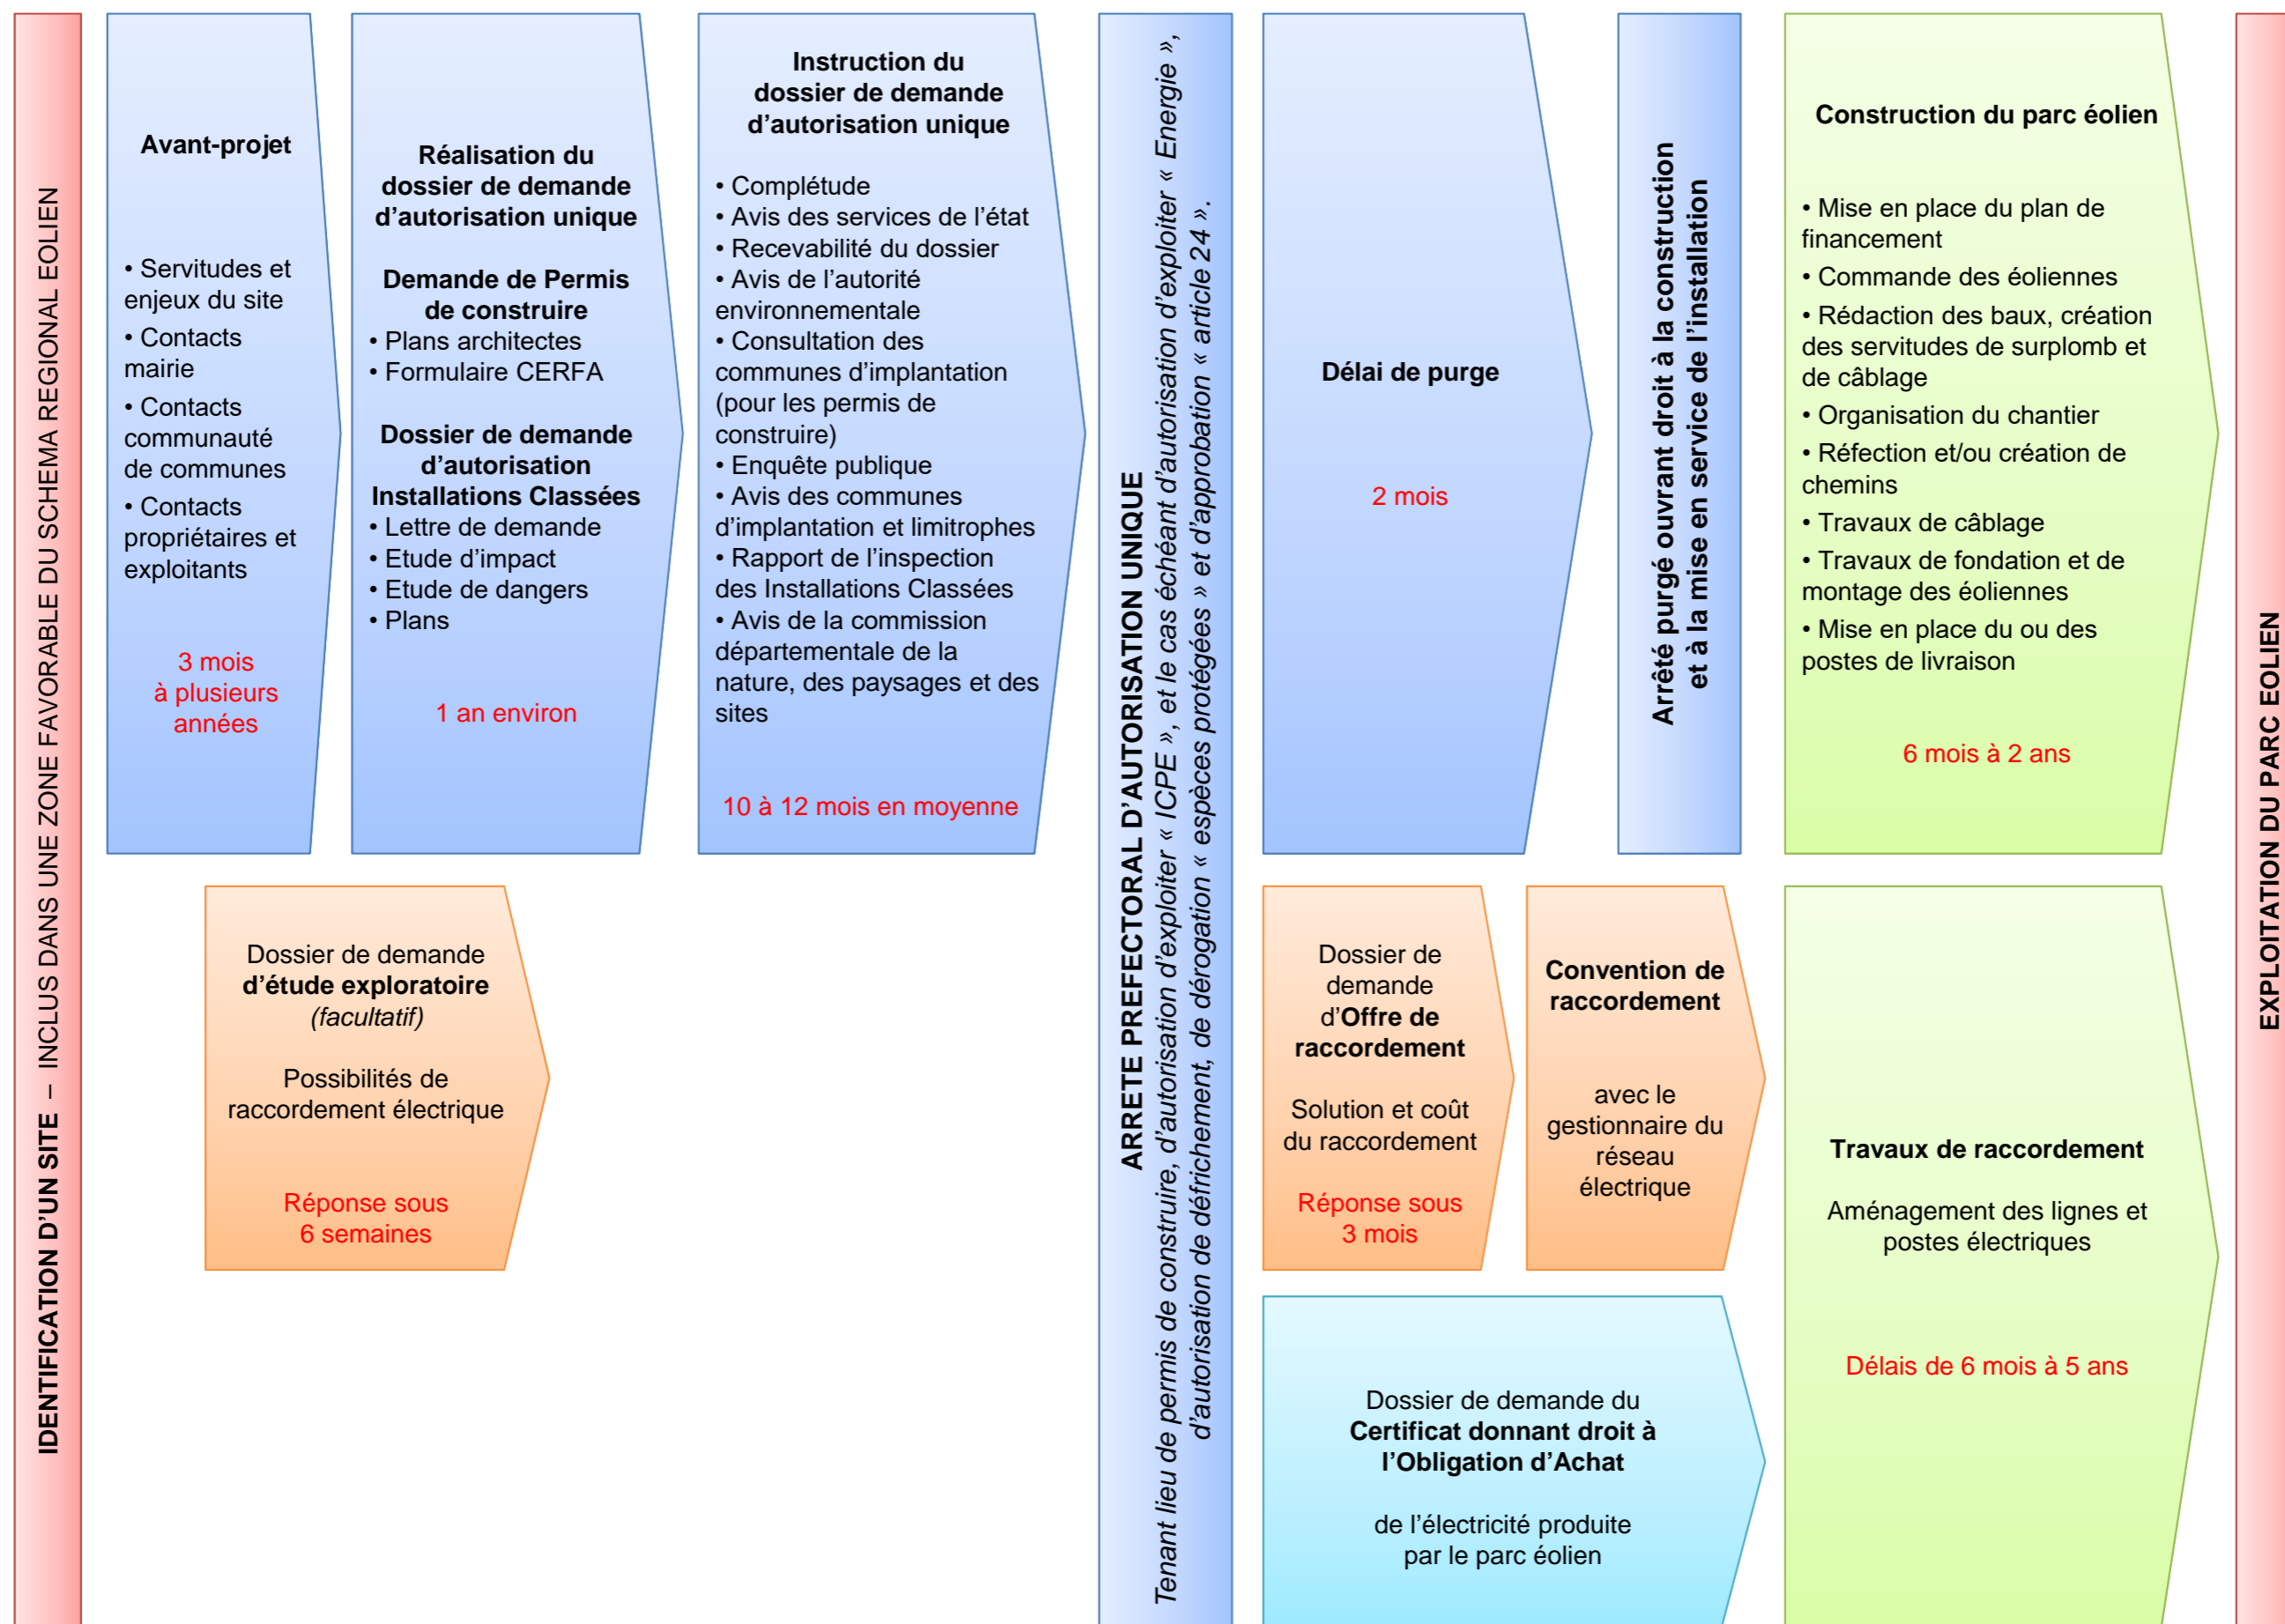 IDENTIFICATION D'UN SITE – INCLUS DANS UNE ZONE FAVORABLE DU SCHEMA REGIONAL EOLIEN
Avant-projet
• Servitudes et
enjeux du site
• Contacts
mairie
• Contacts
communauté
de communes
• Contacts
propriétaires et
exploitants
3 mois
à plusieurs
années
Réalisation du
dossier de demande
d'autorisation unique
Demande de Permis
de construire
• Plans architectes
• Formulaire CERFA
Dossier de demande
d'autorisation
Installations Classées
• Lettre de demande
• Etude d'impact
• Etude de dangers
• Plans
1 an environ
Instruction du
dossier de demande
d'autorisation unique
• Complétude
• Avis des services de l'état
• Recevabilité du dossier
• Avis de l'autorité
environnementale
• Consultation des
communes d'implantation
(pour les permis de
construire)
• Enquête publique
• Avis des communes
d'implantation et limitrophes
• Rapport de l'inspection
des Installations Classées
• Avis de la commission
départementale de la
nature, des paysages et des
sites
10 à 12 mois en moyenne
Dossier de demande
d'étude exploratoire
(facultatif)
Possibilités de
raccordement électrique
Réponse sous
6 semaines
ARRETE PREFECTORAL D'AUTORISATION UNIQUE
Tenant lieu de permis de construire, d'autorisation d'exploiter « ICPE », et le cas échéant d'autorisation d'exploiter « Energie »,
d'autorisation de défrichement, de dérogation « espèces protégées » et d'approbation « article 24 ».
Délai de purge
2 mois
Arrêté purgé ouvrant droit à la construction
et à la mise en service de l'installation
Dossier de
demande
d'Offre de
raccordement
Solution et coût
du raccordement
Réponse sous
3 mois
Convention de
raccordement
avec le
gestionnaire du
réseau
électrique
Dossier de demande du
Certificat donnant droit à
l'Obligation d'Achat
de l'électricité produite
par le parc éolien
Construction du parc éolien
• Mise en place du plan de
financement
• Commande des éoliennes
• Rédaction des baux, création
des servitudes de surplomb et
de câblage
• Organisation du chantier
• Réfection et/ou création de
chemins
• Travaux de câblage
• Travaux de fondation et de
montage des éoliennes
• Mise en place du ou des
postes de livraison
6 mois à 2 ans
Travaux de raccordement
Aménagement des lignes et
postes électriques
Délais de 6 mois à 5 ans
EXPLOITATION DU PARC EOLIEN